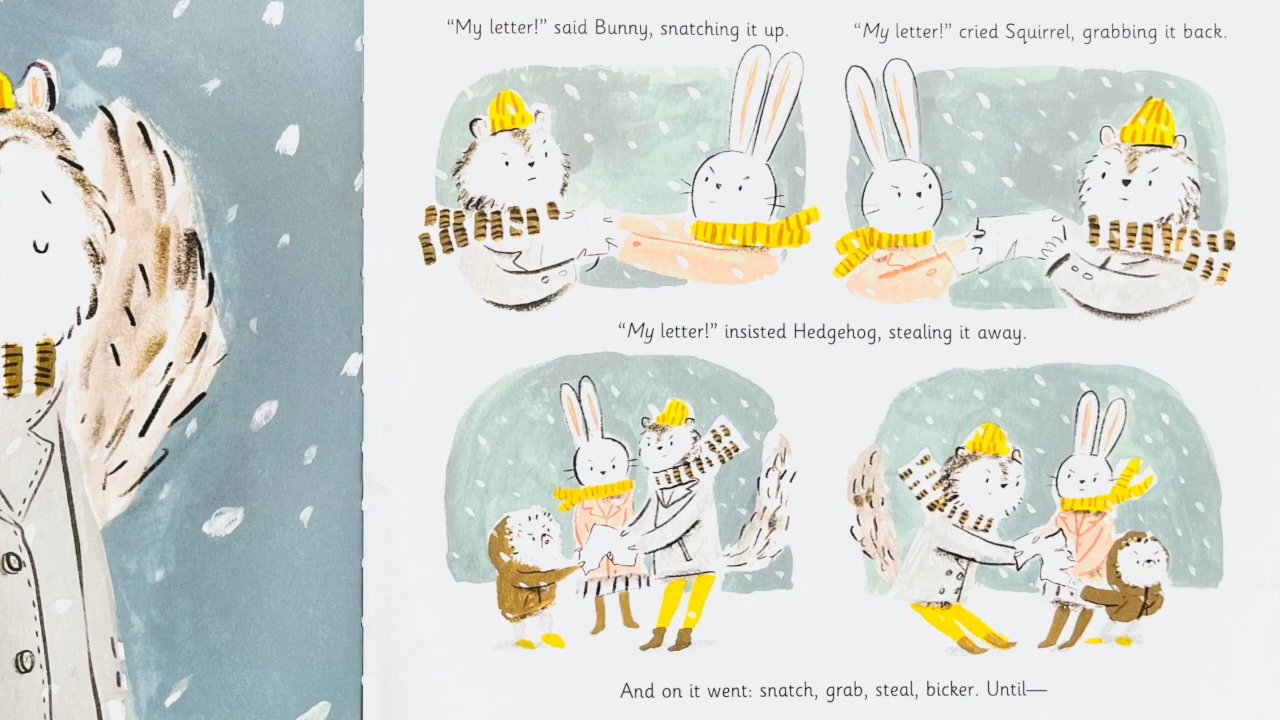 “My letter!” said Bunny, snatching it up.
“My letter!” cried Squirrel, grabbing it back.
“My letter!” insisted Hedgehog, stealing it away.
And on it went: snatch, grab, steal, bicker. Until—